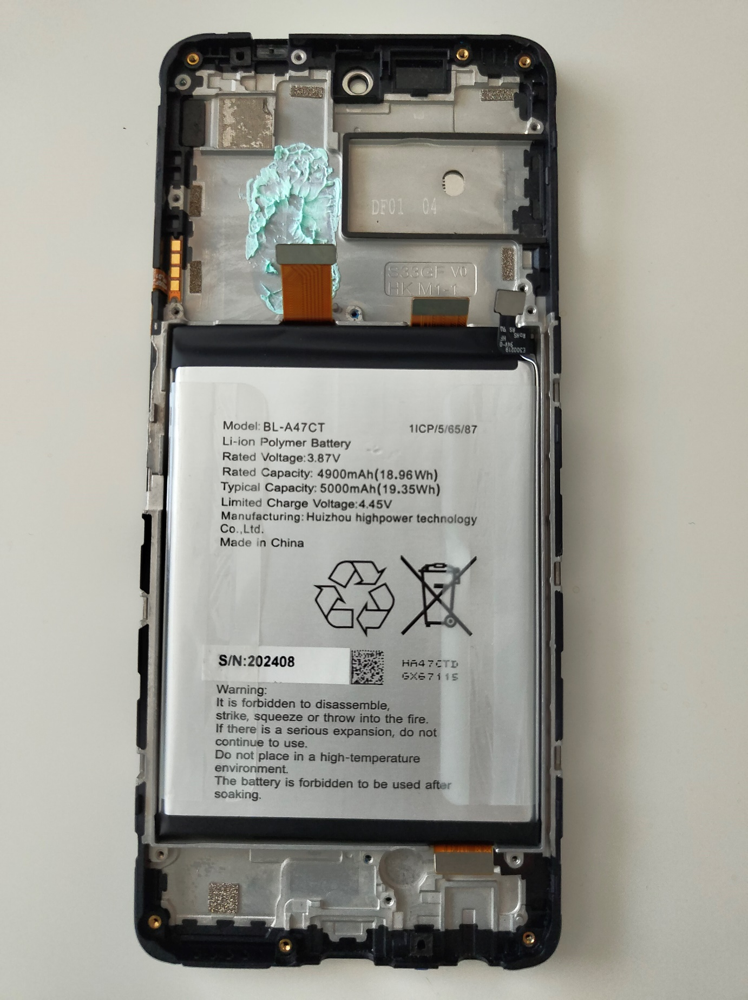 DF01 04
S33GF V0
HK M1-1
E300219
94V-0
HF RoHS
AS
Model: BL-A47CT 1ICP/5/65/87
Li-ion Polymer Battery
Rated Voltage:3.87V
Rated Capacity: 4900mAh(18.96Wh)
Typical Capacity: 5000mAh(19.35Wh)
Limited Charge Voltage:4.45V
Manufacturing: Huizhou highpower technology
Co.,Ltd.
Made in China
S/N:202408 HA47CTD
GX67115
Warning:
It is forbidden to disassemble,
strike, squeeze or throw into the fire.
If there is a serious expansion, do not
continue to use.
Do not place in a high-temperature
environment.
The battery is forbidden to be used after
soaking.